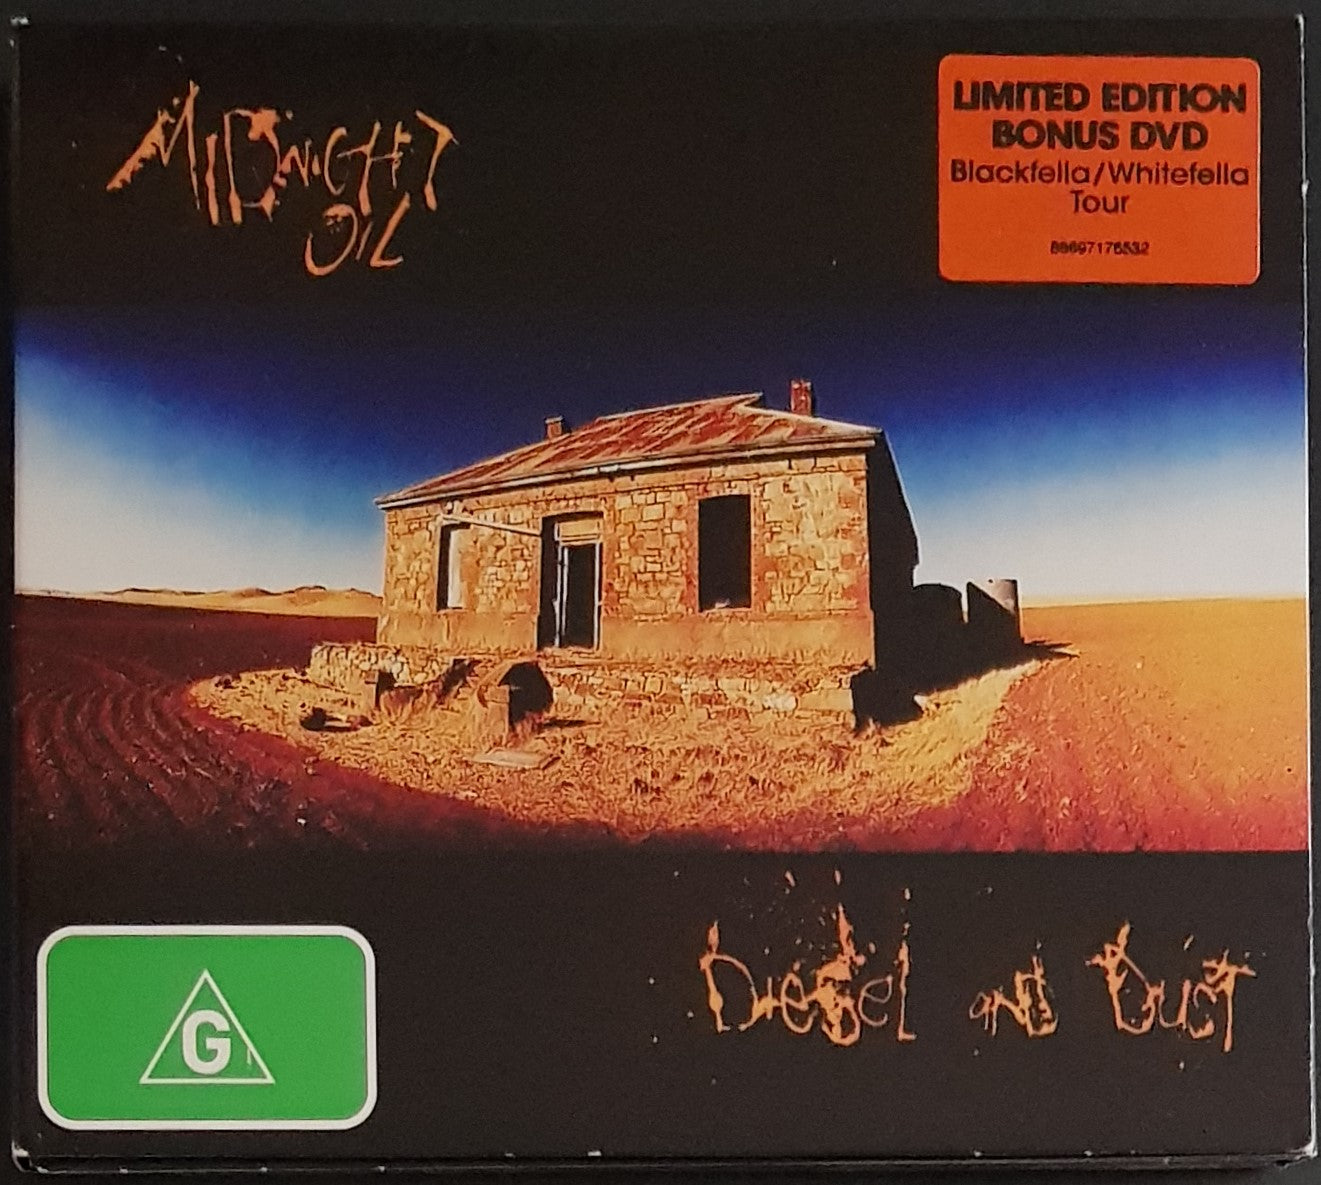 MIDNIGHT
OIL
LIMITED EDITION
BONUS DVD
Blackfella/Whitefella
Tour
88697176532
G
Diesel and Dust